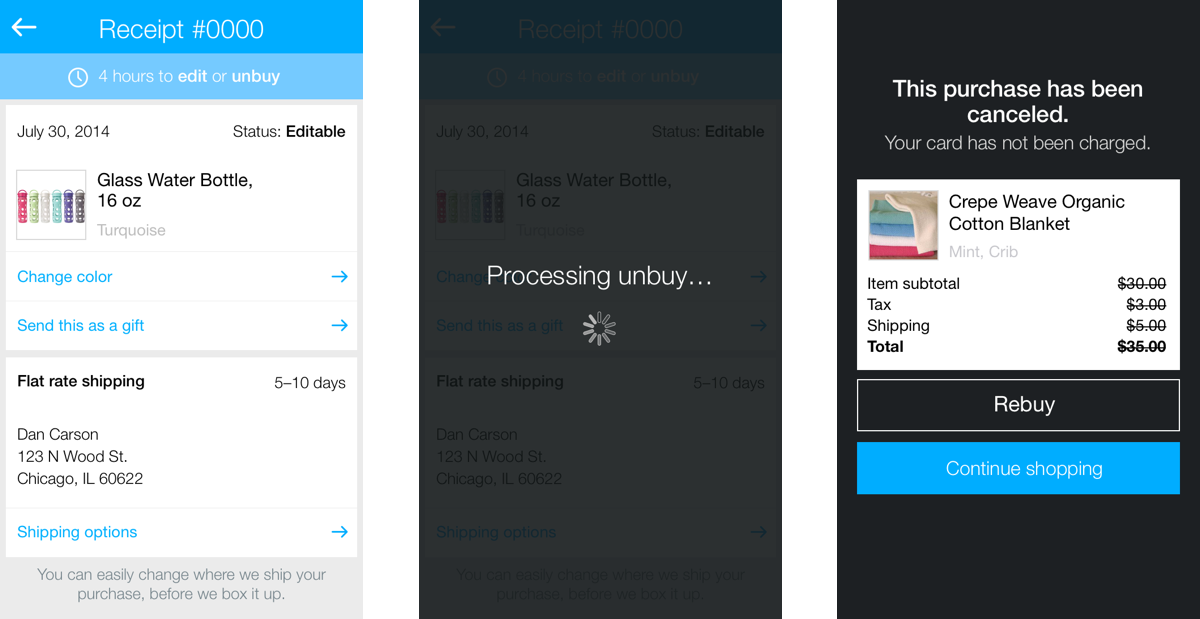 Receipt #0000
4 hours to edit or unbuy
July 30, 2014 Status: Editable
Glass Water Bottle,
16 oz
Turquoise
Change color
Send this as a gift
Flat rate shipping 5–10 days
Dan Carson
123 N Wood St.
Chicago, IL 60622
Shipping options
You can easily change where we ship your
purchase, before we box it up.
Receipt #0000
4 hours to edit or unbuy
July 30, 2014 Status: Editable
Glass Water Bottle,
16 oz
Turquoise
Change
Processing unbuy...
Send this as a gift
Flat rate shipping 5–10 days
Dan Carson
123 N Wood St.
Chicago, IL 60622
Shipping options
You can easily change where we ship your
purchase, before we box it up.
This purchase has been
canceled.
Your card has not been charged.
Crepe Weave Organic
Cotton Blanket
Mint, Crib
Item subtotal $30.00
Tax $3.00
Shipping $5.00
Total $35.00
Rebuy
Continue shopping